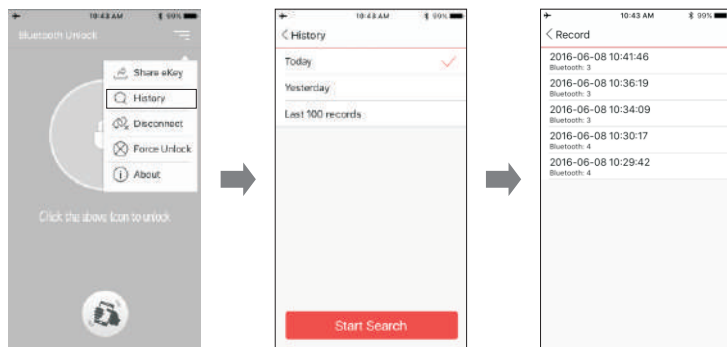 10:43 AM 99%
Bluetooth Unlock
Share eKey
History
Disconnect
Force Unlock
About
Click the above Icon to unlock
10:43 AM 99%
History
Today
Yesterday
Last 100 records
Start Search
10:43 AM 99%
Record
2016-06-08 10:41:46
Bluetooth: 3
2016-06-08 10:36:19
Bluetooth: 3
2016-06-08 10:34:09
Bluetooth: 3
2016-06-08 10:30:17
Bluetooth: 4
2016-06-08 10:29:42
Bluetooth: 4